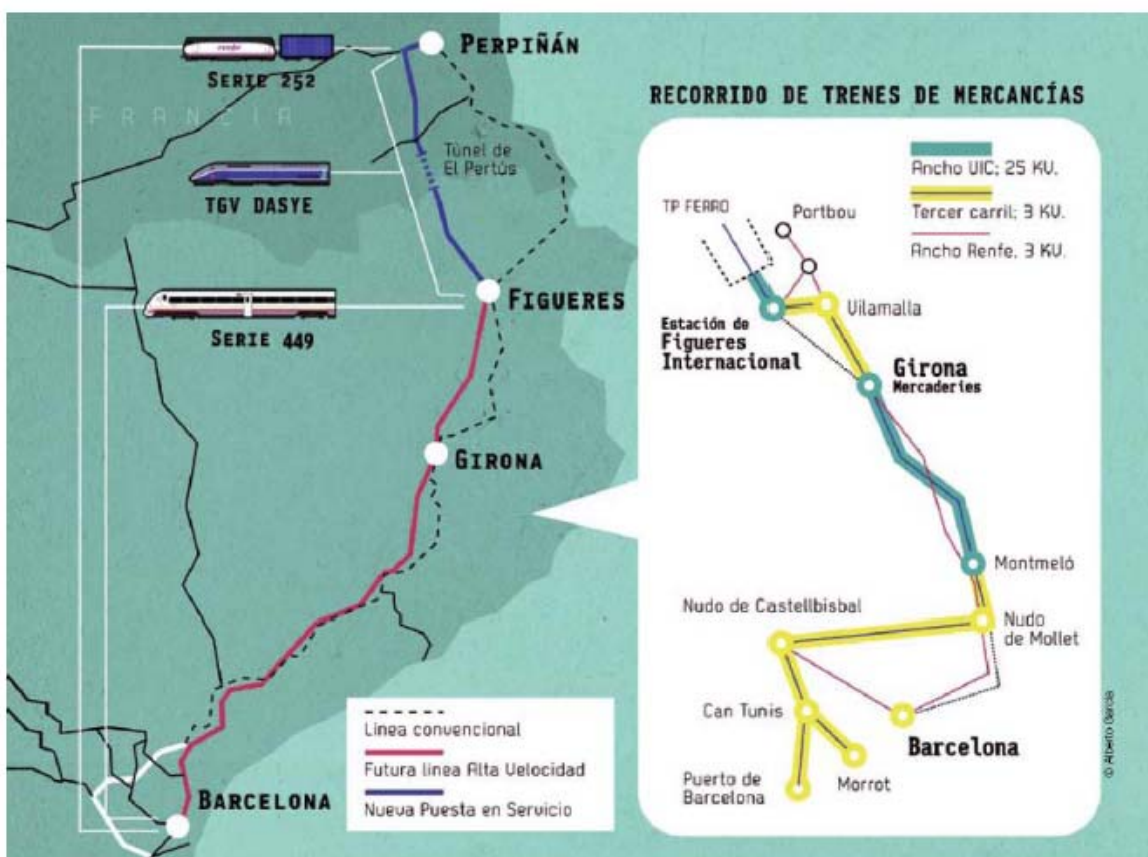 PERPIÑÁN
renfe
SERIE 252
FRANCIA
Túnel de
El Pertús
TGV DASYE
FIGUERES
SERIE 449
GIRONA
BARCELONA
Línea convencional
Futura línea Alta Velocidad
Nueva Puesta en Servicio
RECORRIDO DE TRENES DE MERCANCÍAS
Ancho UIC; 25 KV.
Tercer carril; 3 KV.
Ancho Renfe, 3 KV.
TP FERRO
Portbou
Vilamalla
Estación de
Figueres
Internacional
Girona
Mercaderies
Montmeló
Nudo de Castellbisbal
Nudo
de Mollet
Can Tunis
Barcelona
Morrot
Puerto de
Barcelona
© Alberto García